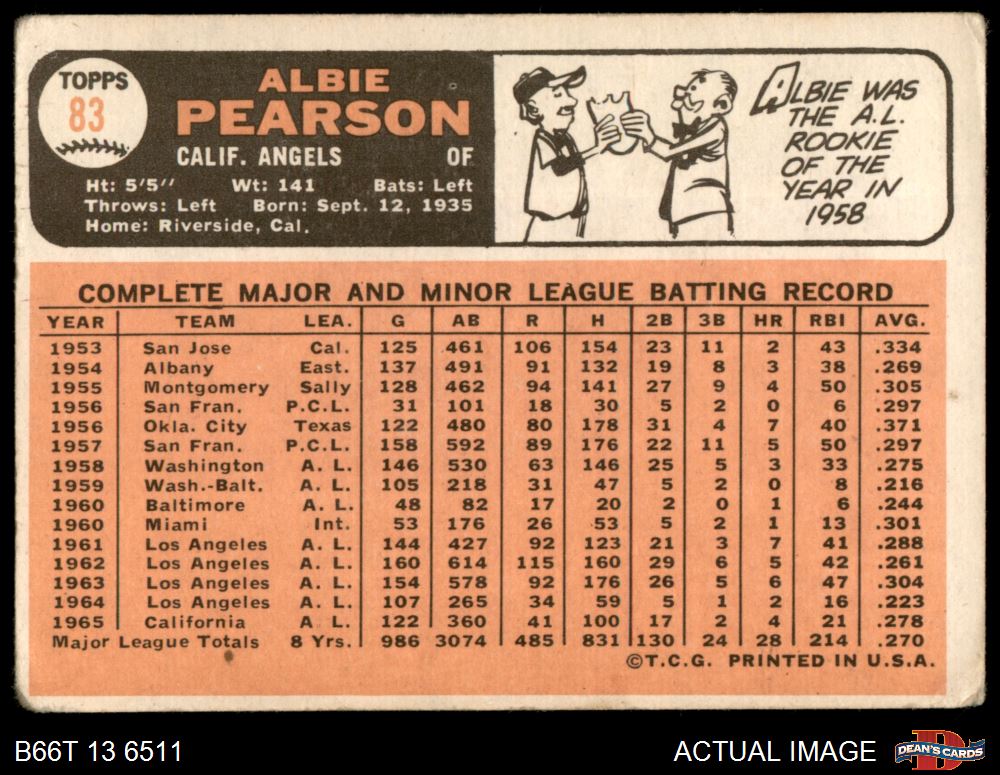 TOPPS
83
ALBIE
PEARSON
CALIF. ANGELS OF
Ht: 5'5" Wt: 141 Bats: Left
Throws: Left Born: Sept. 12, 1935
Home: Riverside, Cal.
ALBIE WAS
THE A.L.
ROOKIE
OF THE
YEAR IN
1958
COMPLETE MAJOR AND MINOR LEAGUE BATTING RECORD
YEAR TEAM LEA. G AB R H 2B 3B HR RBI AVG.
1953 San Jose Cal. 125 461 106 154 23 11 2 43 .334
1954 Albany East. 137 491 91 132 19 8 3 38 .269
1955 Montgomery Sally 128 462 94 141 27 9 4 50 .305
1956 San Fran. P.C.L. 31 101 18 30 5 2 0 6 .297
1956 Okla. City Texas 122 480 80 178 31 4 7 40 .371
1957 San Fran. P.C.L. 158 592 89 176 22 11 5 50 .297
1958 Washington A. L. 146 530 63 146 25 5 3 33 .275
1959 Wash.-Balt. A. L. 105 218 31 47 5 2 0 8 .216
1960 Baltimore A. L. 48 82 17 20 2 0 1 6 .244
1960 Miami Int. 53 176 26 53 5 2 1 13 .301
1961 Los Angeles A. L. 144 427 92 123 21 3 7 41 .288
1962 Los Angeles A. L. 160 614 115 160 29 6 5 42 .261
1963 Los Angeles A. L. 154 578 92 176 26 5 6 47 .304
1964 Los Angeles A. L. 107 265 34 59 5 1 2 16 .223
1965 California A. L. 122 360 41 100 17 2 4 21 .278
Major League Totals 8 Yrs. 986 3074 485 831 130 24 28 214 .270
©T.C.G. PRINTED IN U.S.A.
B66T 13 6511 ACTUAL IMAGE DEAN'S CARDS